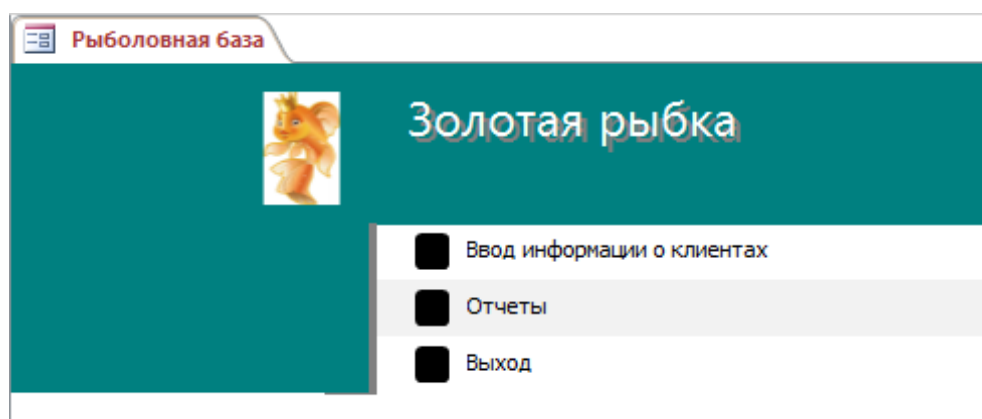 Рыболовная база
Золотая рыбка
Ввод информации о клиентах
Отчеты
Выход